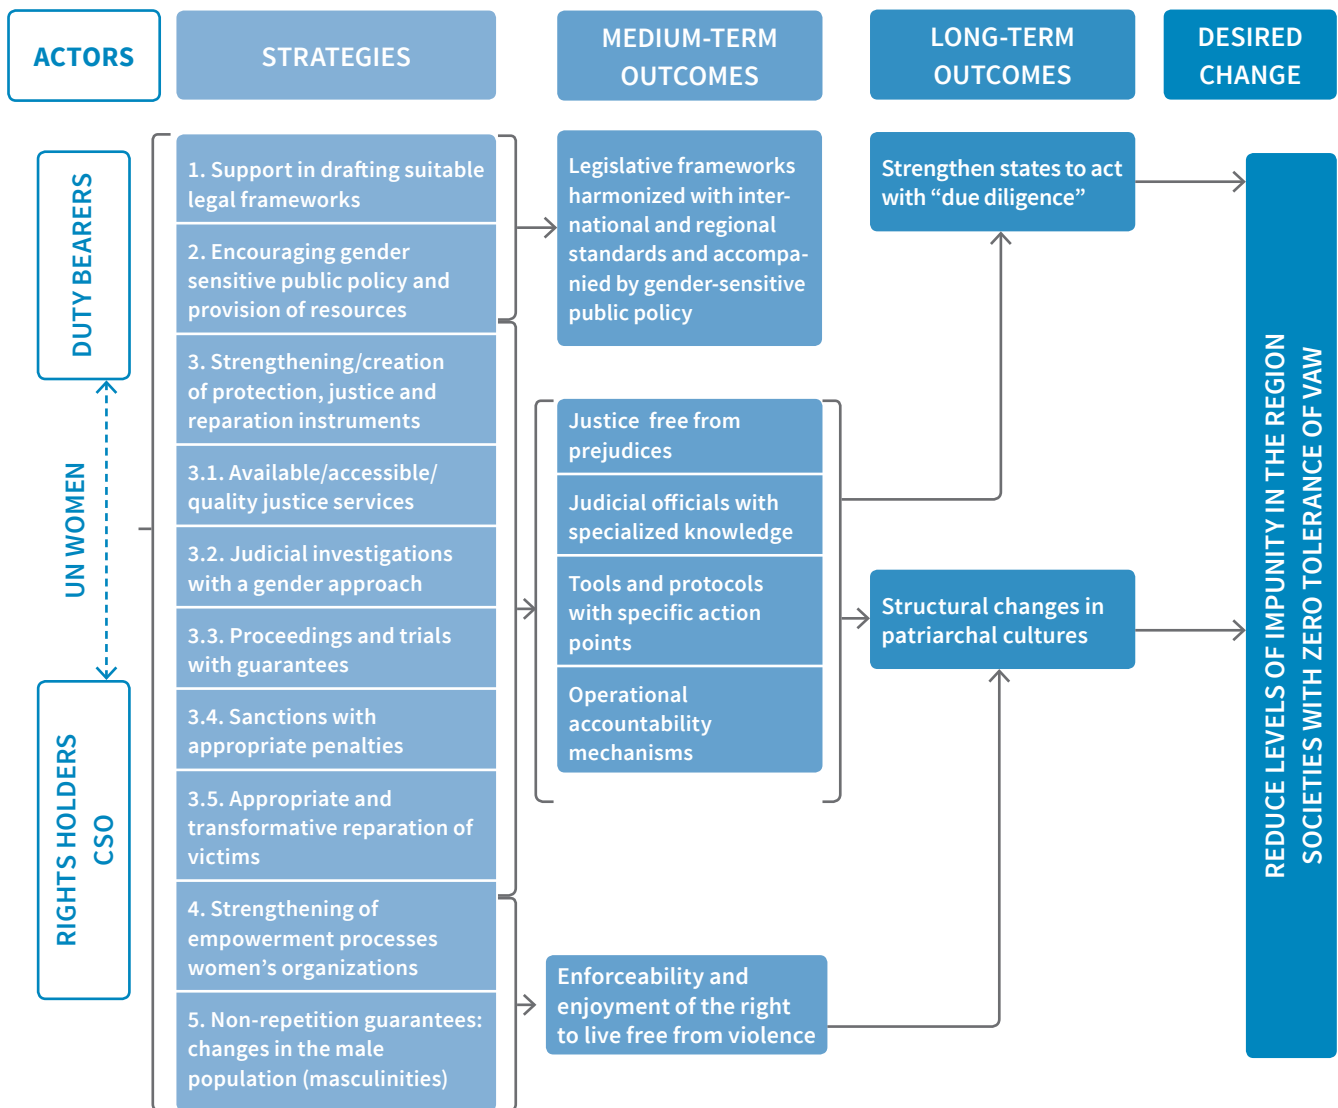 ACTORS
STRATEGIES
MEDIUM-TERM
OUTCOMES
LONG-TERM
OUTCOMES
DESIRED
CHANGE
DUTY BEARERS
UN WOMEN
RIGHTS HOLDERS
CSO
1. Support in drafting suitable
legal frameworks
2. Encouraging gender
sensitive public policy and
provision of resources
3. Strengthening/creation
of protection, justice and
reparation instruments
3.1. Available/accessible/
quality justice services
3.2. Judicial investigations
with a gender approach
3.3. Proceedings and trials
with guarantees
3.4. Sanctions with
appropriate penalties
3.5. Appropriate and
transformative reparation of
victims
4. Strengthening of
empowerment processes
women’s organizations
5. Non-repetition guarantees:
changes in the male
population (masculinities)
Legislative frameworks
harmonized with inter-
national and regional
standards and accompa-
nied by gender-sensitive
public policy
Justice free from
prejudices
Judicial officials with
specialized knowledge
Tools and protocols
with specific action
points
Operational
accountability
mechanisms
Enforceability and
enjoyment of the right
to live free from violence
Strengthen states to act
with “due diligence”
Structural changes in
patriarchal cultures
REDUCE LEVELS OF IMPUNITY IN THE REGION
SOCIETIES WITH ZERO TOLERANCE OF VAW